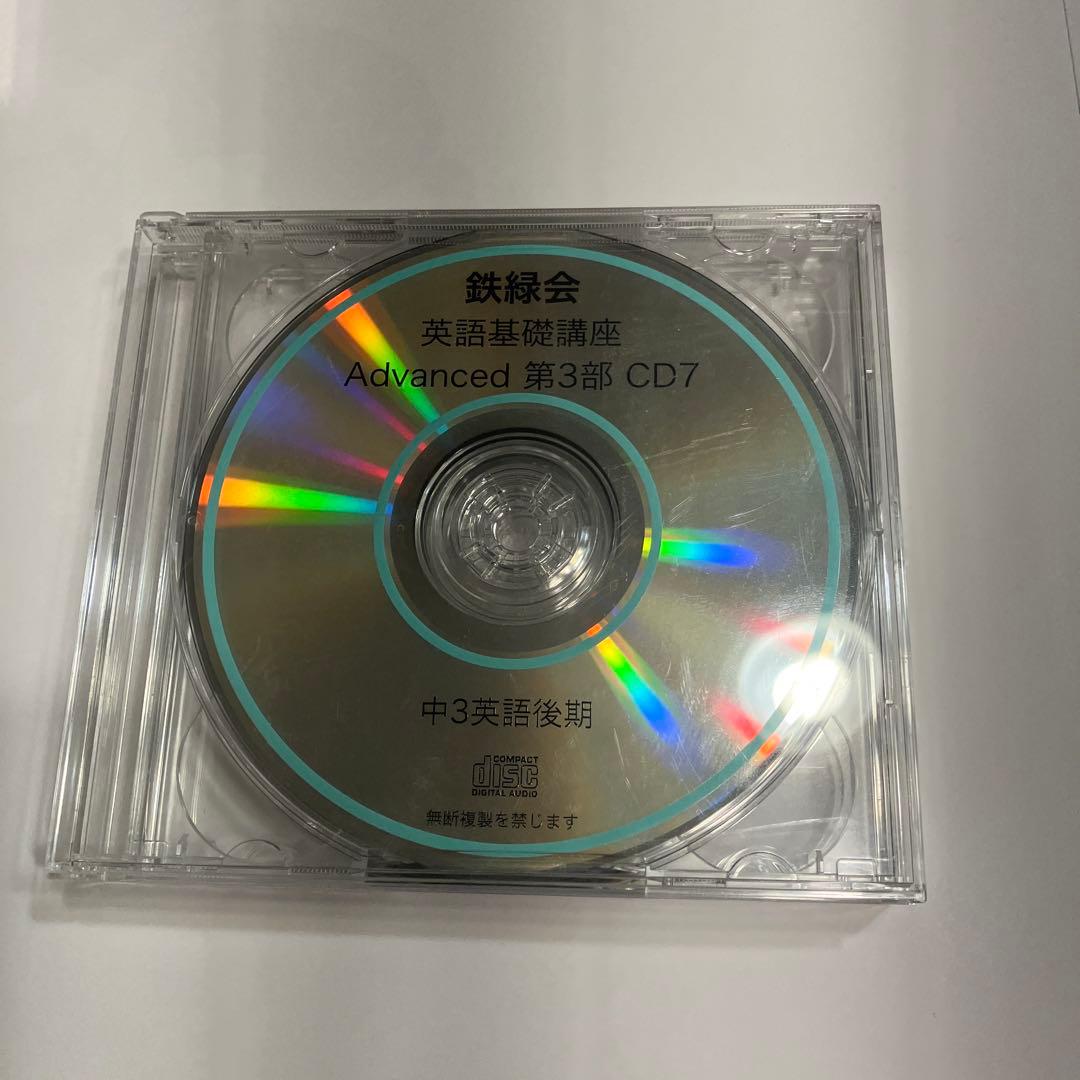 鉄緑会
英語基礎講座
Advanced 第3部 CD7
中3英語後期
COMPACT
disc
DIGITAL AUDIO
無断複製を禁じます